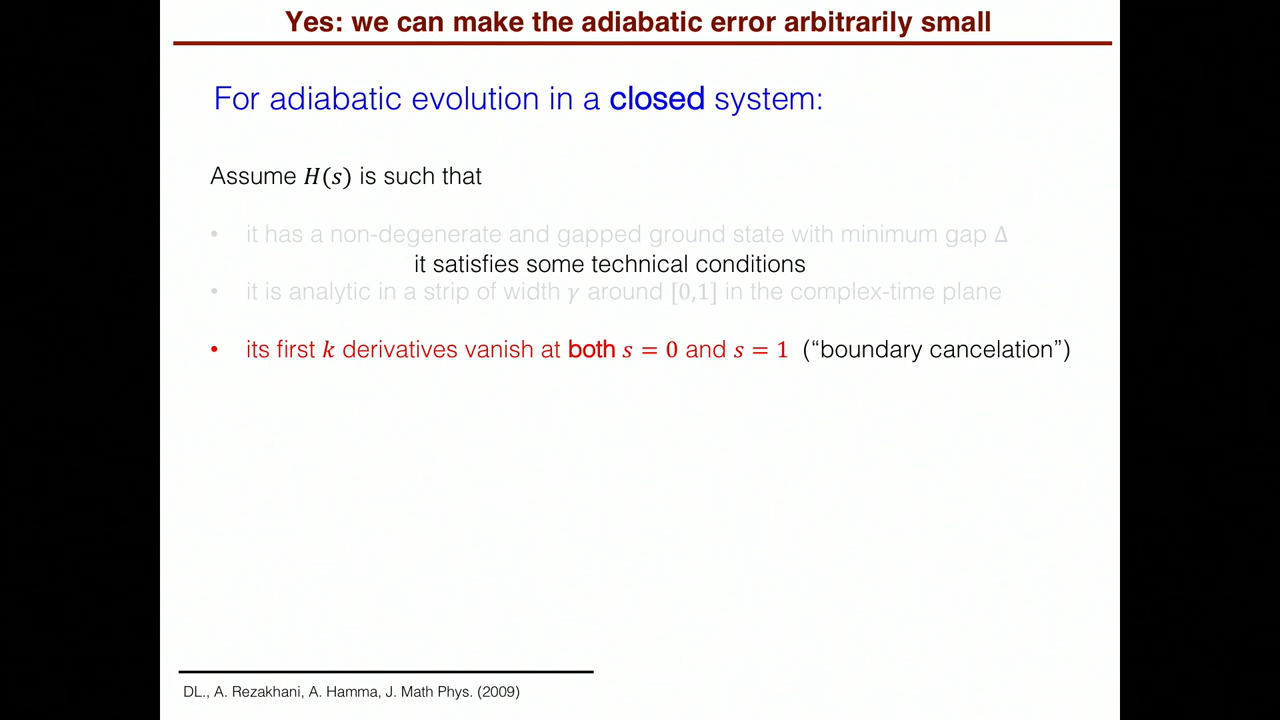 Yes: we can make the adiabatic error arbitrarily small
For adiabatic evolution in a closed system:
Assume H(s) is such that
• it has a non-degenerate and gapped ground state with minimum gap Δ
it satisfies some technical conditions
• it is analytic in a strip of width γ around [0,1] in the complex-time plane
• its first k derivatives vanish at both s = 0 and s = 1 (“boundary cancelation”)
DL., A. Rezakhani, A. Hamma, J. Math Phys. (2009)